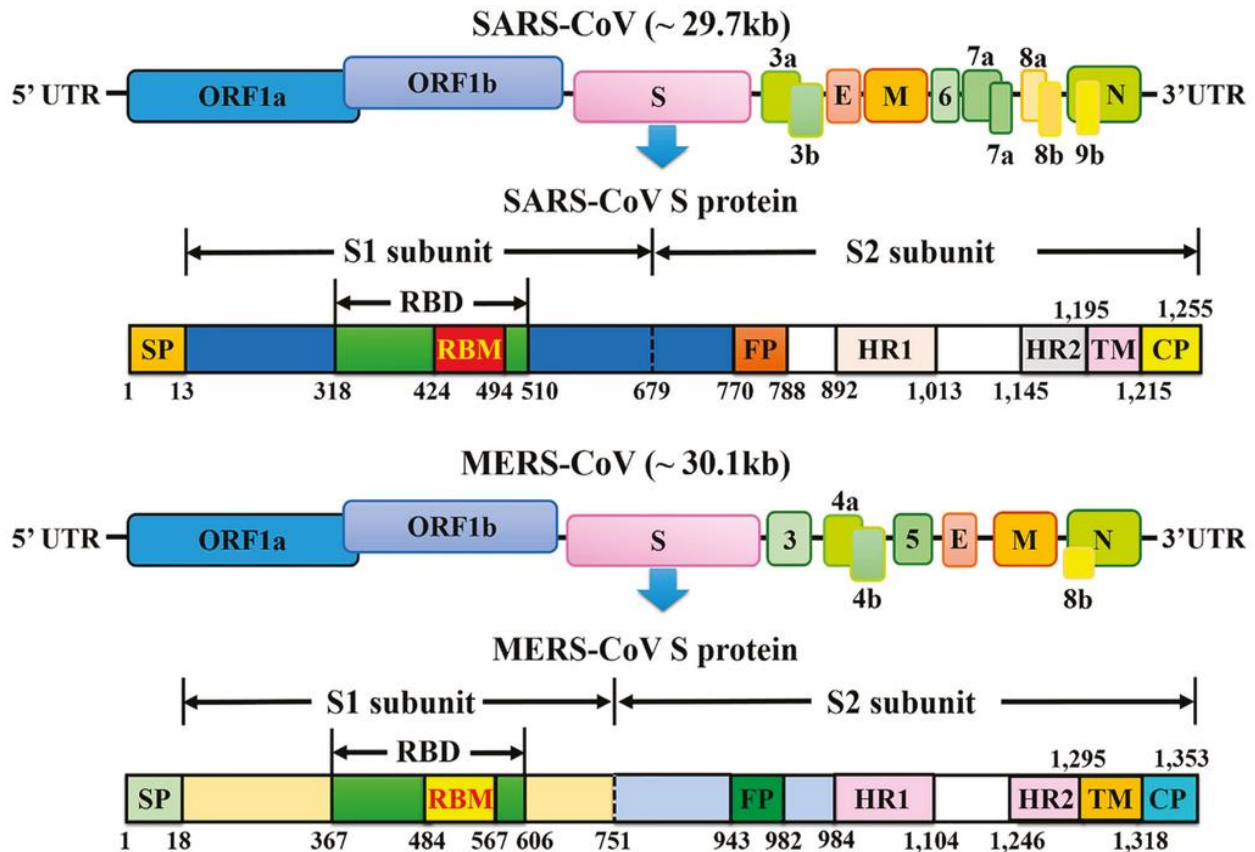 SARS-CoV (~ 29.7kb)
3a 7a 8a
5' UTR ORF1a ORF1b S E M 6 N 3'UTR
3b 7a 8b 9b
SARS-CoV S protein
S1 subunit S2 subunit
RBD
1,195 1,255
SP RBM FP HR1 HR2 TM CP
1 13 318 424 494 510 679 770 788 892 1,013 1,145 1,215
MERS-CoV (~ 30.1kb)
4a
5' UTR ORF1a ORF1b S 3 5 E M N 3'UTR
4b 8b
MERS-CoV S protein
S1 subunit S2 subunit
RBD
1,295 1,353
SP RBM FP HR1 HR2 TM CP
1 18 367 484 567 606 751 943 982 984 1,104 1,246 1,318